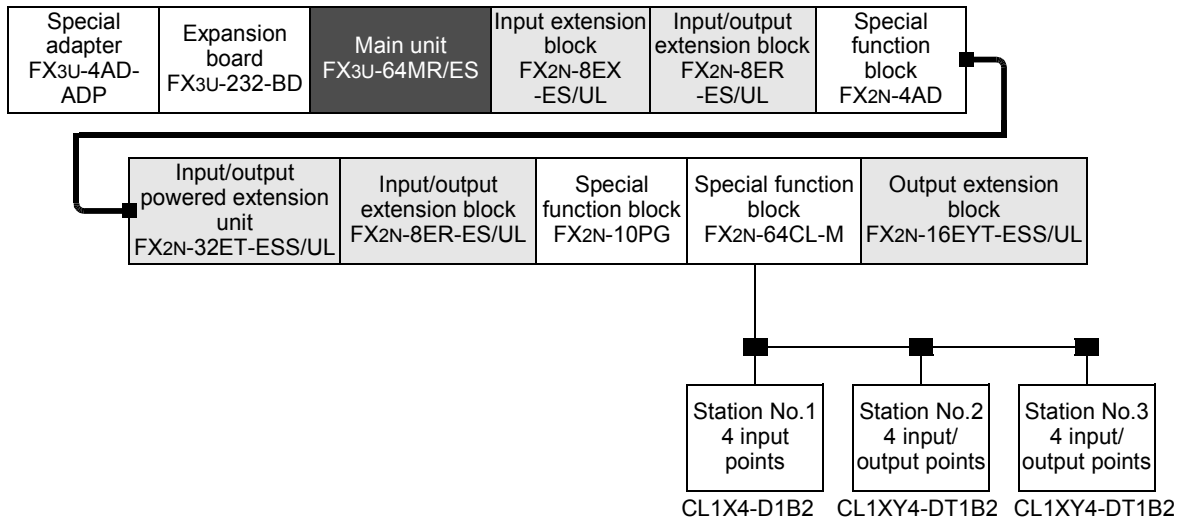 Special
adapter
FX3U-4AD-
ADP
Expansion
board
FX3U-232-BD
Main unit
FX3U-64MR/ES
Input extension
block
FX2N-8EX
-ES/UL
Input/output
extension block
FX2N-8ER
-ES/UL
Special
function
block
FX2N-4AD
Input/output
powered extension
unit
FX2N-32ET-ESS/UL
Input/output
extension block
FX2N-8ER-ES/UL
Special
function block
FX2N-10PG
Special function
block
FX2N-64CL-M
Output extension
block
FX2N-16EYT-ESS/UL
Station No.1
4 input
points
CL1X4-D1B2
Station No.2
4 input/
output points
CL1XY4-DT1B2
Station No.3
4 input/
output points
CL1XY4-DT1B2